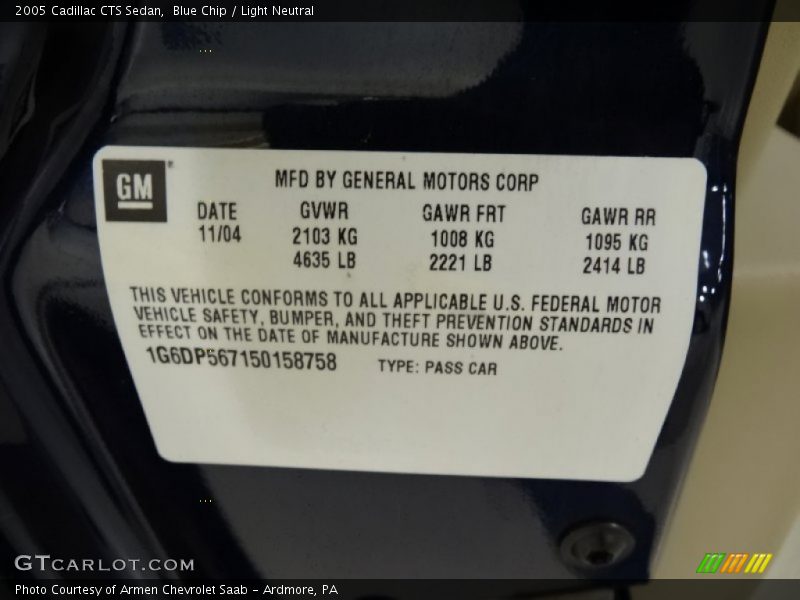 2005 Cadillac CTS Sedan, Blue Chip / Light Neutral
GM
MFD BY GENERAL MOTORS CORP
DATE GVWR GAWR FRT GAWR RR
11/04 2103 KG 1008 KG 1095 KG
4635 LB 2221 LB 2414 LB
THIS VEHICLE CONFORMS TO ALL APPLICABLE U.S. FEDERAL MOTOR
VEHICLE SAFETY, BUMPER, AND THEFT PREVENTION STANDARDS IN
EFFECT ON THE DATE OF MANUFACTURE SHOWN ABOVE.
1G6DP567150158758 TYPE: PASS CAR
GTCARLOT.COM
Photo Courtesy of Armen Chevrolet Saab - Ardmore, PA